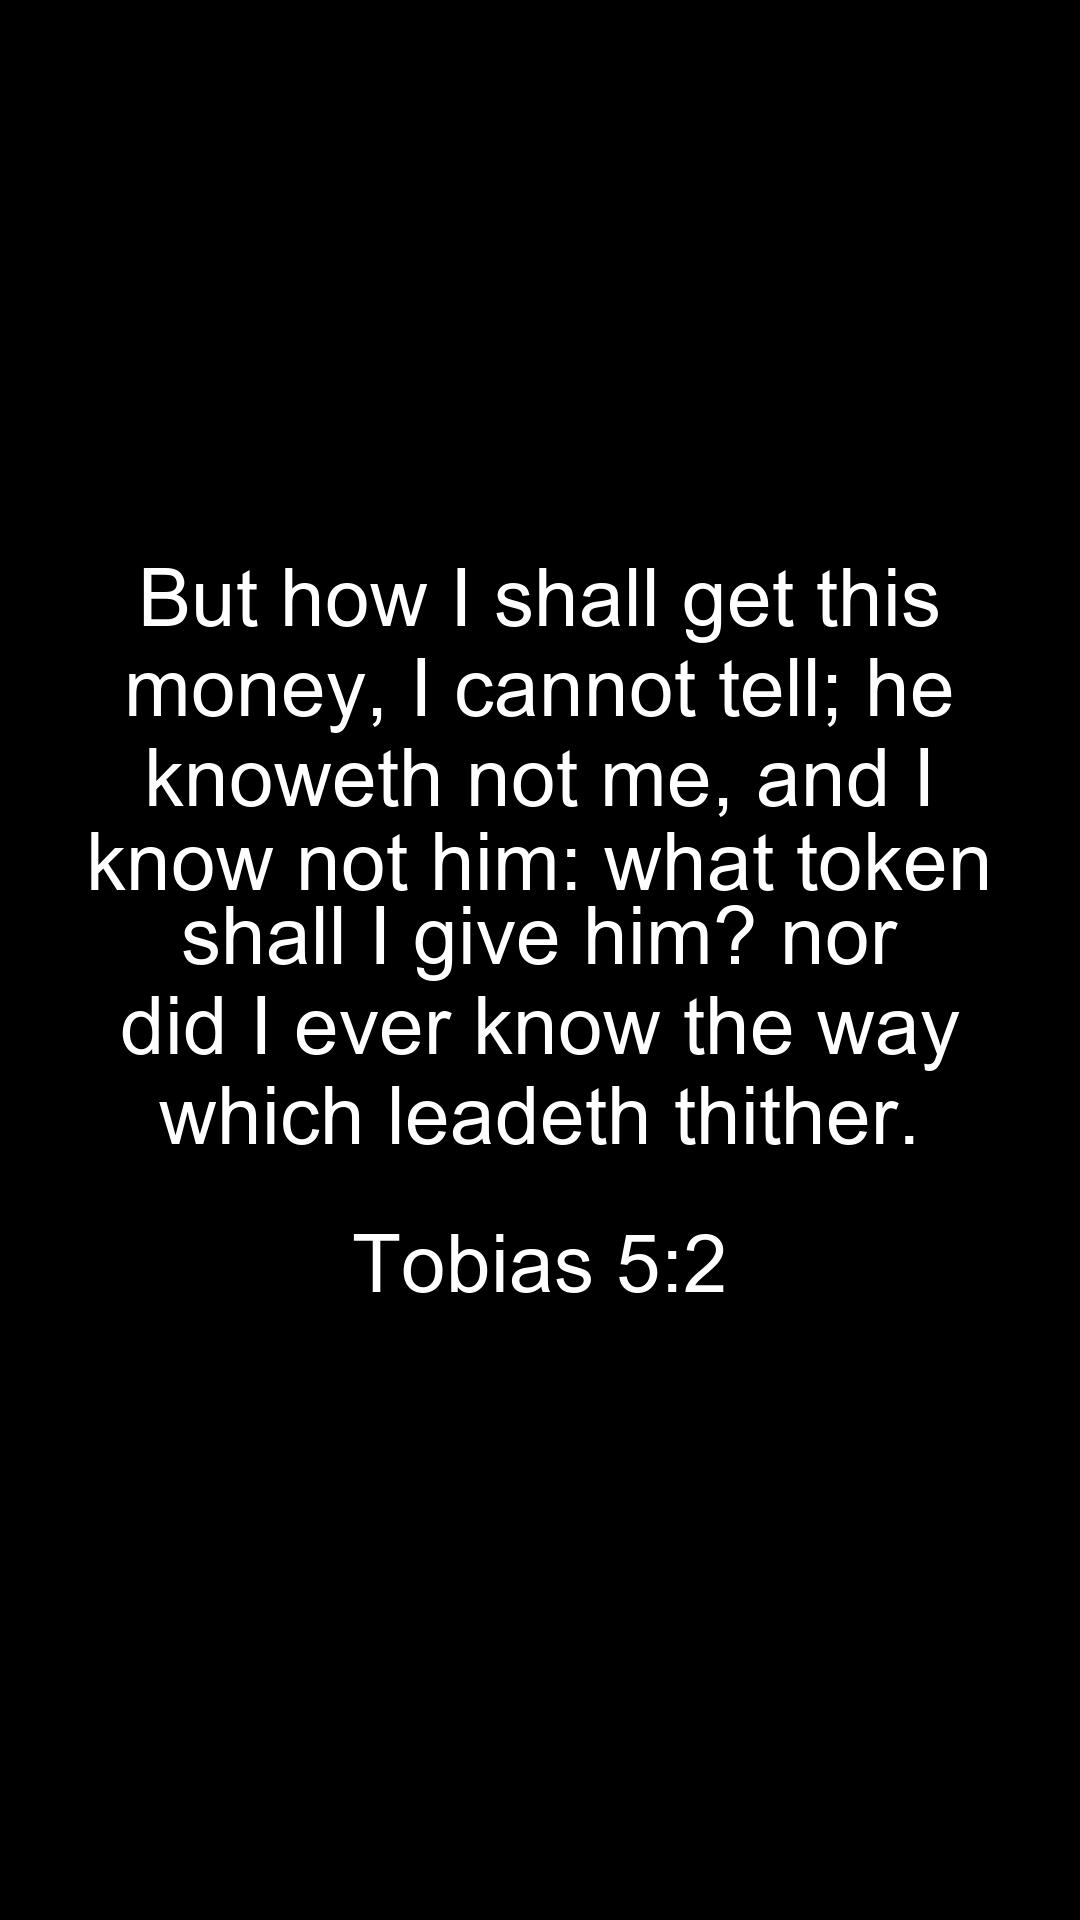 But how I shall get this
money, I cannot tell; he
knoweth not me, and I
know not him: what token
shall I give him? nor
did I ever know the way
which leadeth thither.
Tobias 5:2